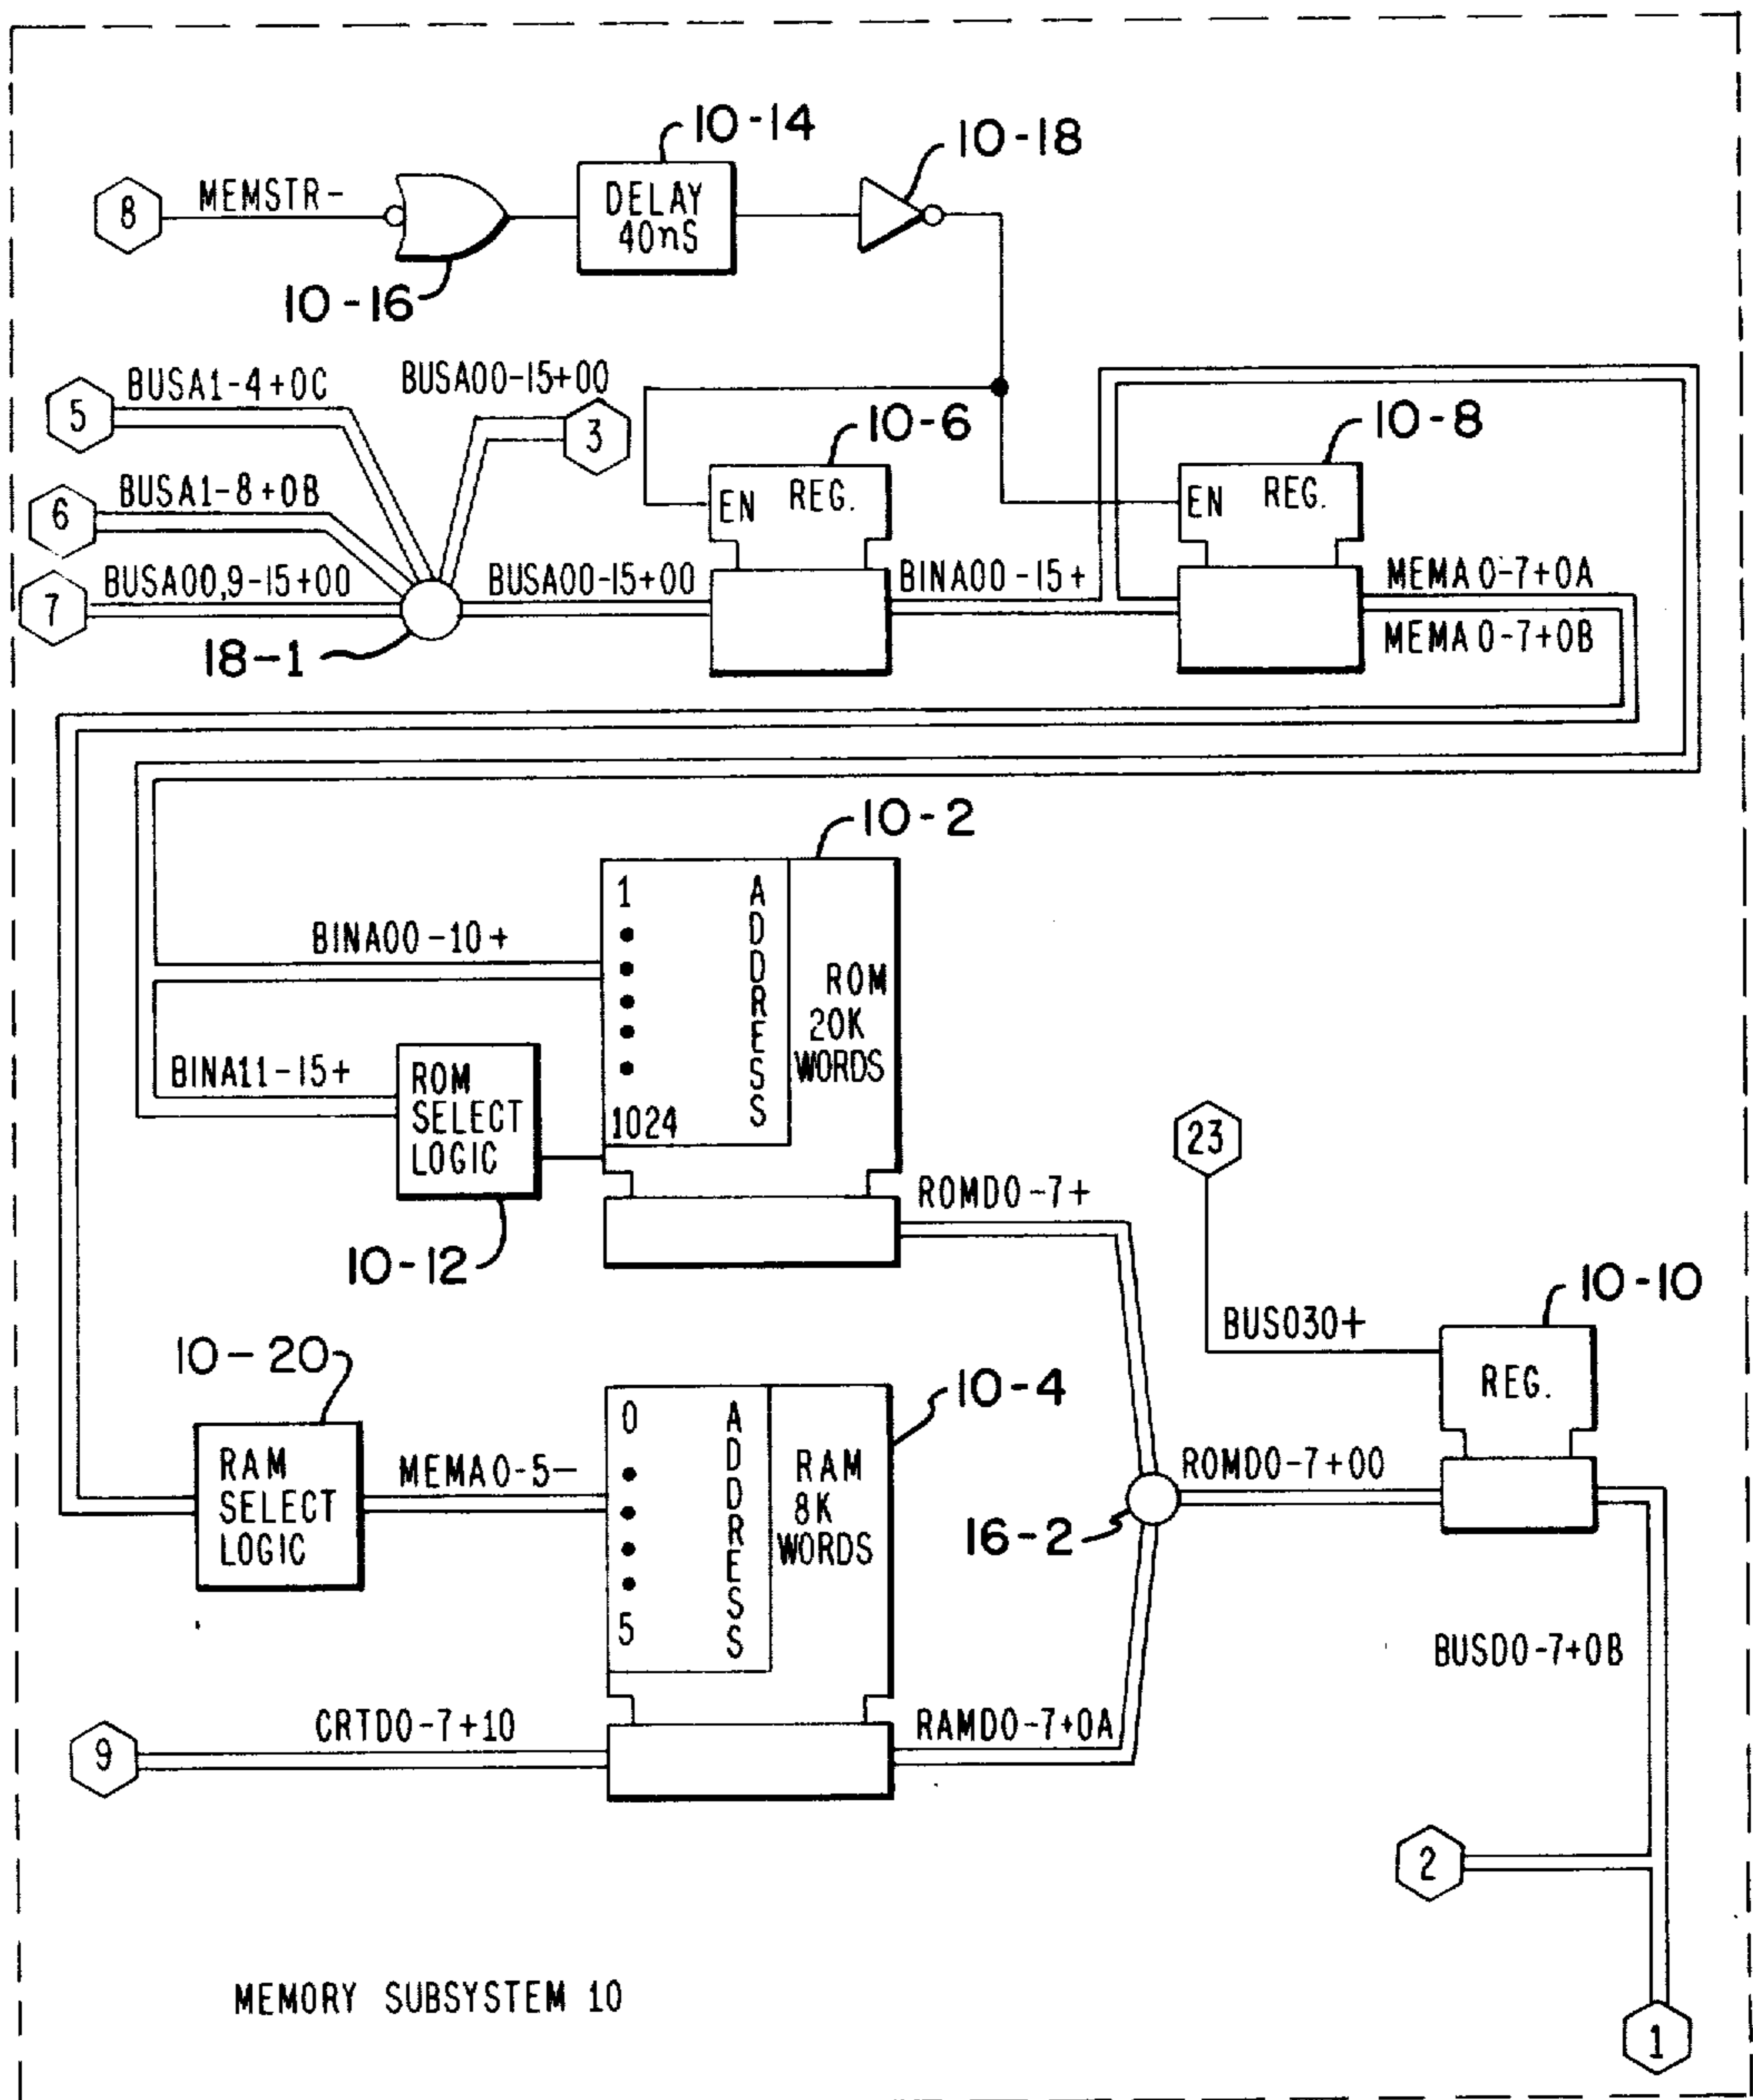 10-14
10-18
8
MEMSTR-
DELAY
40nS
10-16
BUSA1-4+0C
BUSA00-15+00
5
3
10-6
10-8
BUSA1-8+0B
6
EN REG.
EN REG.
BUSA00,9-15+00
7
BUSA00-15+00
BINA00-15+
MEMA0-7+0A
MEMA0-7+0B
18-1
10-2
1
ADDRESS
BINA00-10+
ROM
20K
WORDS
BINA11-15+
ROM
SELECT
LOGIC
1024
23
ROMD0-7+
10-12
10-10
BUS030+
10-20
10-4
REG.
0
ADDRESS
RAM
SELECT
LOGIC
MEMA0-5-
RAM
8K
WORDS
ROMD0-7+00
16-2
5
BUSD0-7+0B
CRTD0-7+10
RAMD0-7+0A
9
2
MEMORY SUBSYSTEM 10
1